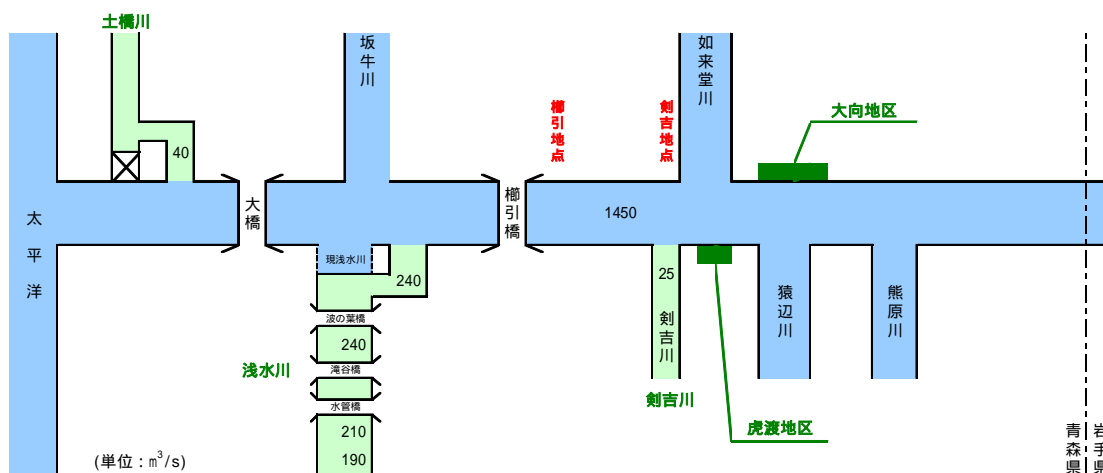 土橋川
坂牛川
如来堂川
櫛引地点
剣吉地点
大向地区
40
大橋
櫛引橋
1450
太平洋
現浅水川
240
25
剣吉川
猿辺川
熊原川
波の葉橋
240
浅水川
滝谷橋
水管橋
剣吉川
虎渡地区
210
190
(単位：m³/s)
青森県
岩手県